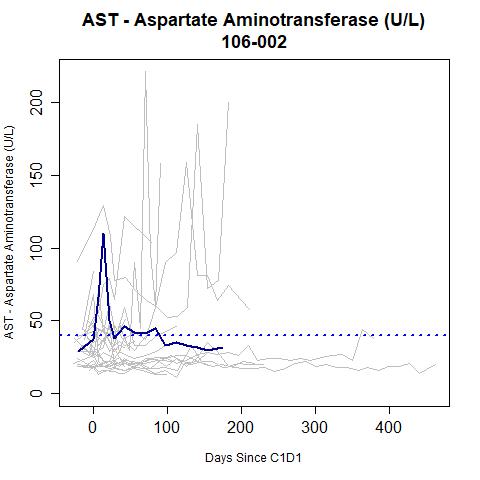 AST - Aspartate Aminotransferase (U/L)
106-002
AST - Aspartate Aminotransferase (U/L)
200
150
100
50
0
0 100 200 300 400
Days Since C1D1